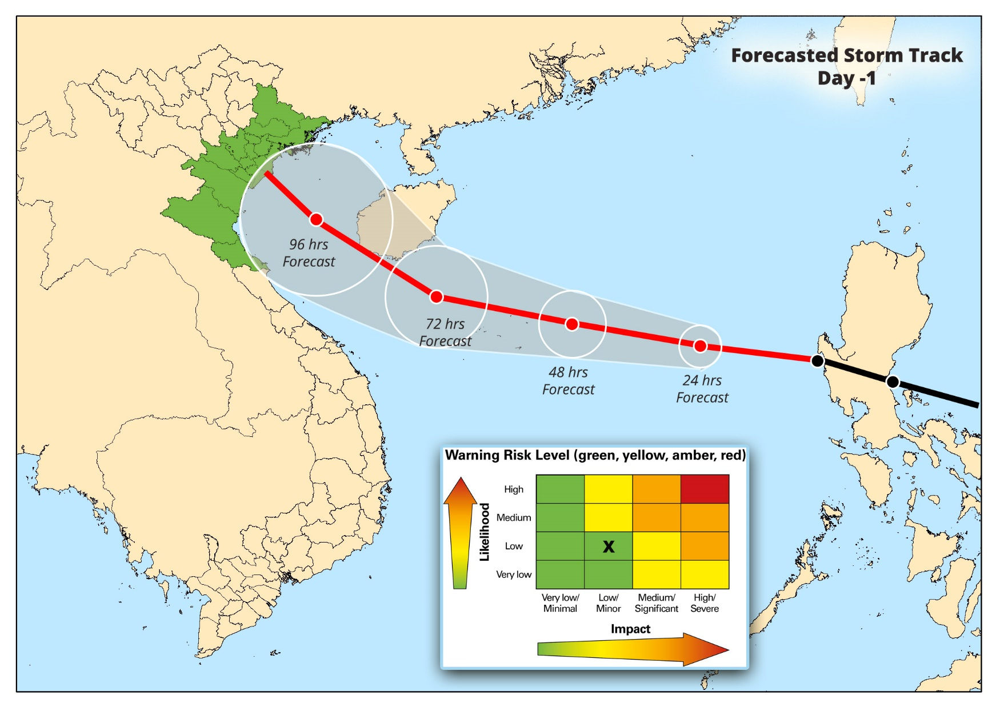 Forecasted Storm Track
Day -1
96 hrs
Forecast
72 hrs
Forecast
48 hrs
Forecast
24 hrs
Forecast
Warning Risk Level (green, yellow, amber, red)
Likelihood
High
Medium
Low
X
Very low
Very low/
Minimal
Low/
Minor
Medium/
Significant
High/
Severe
Impact